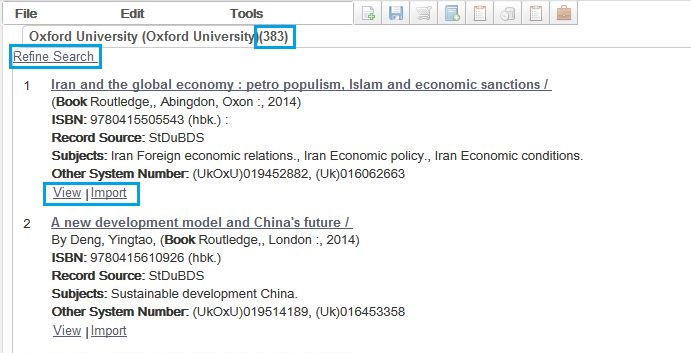 File Edit Tools
Oxford University (Oxford University)(383)
Refine Search
1 Iran and the global economy : petro populism, Islam and economic sanctions /
(Book Routledge,, Abingdon, Oxon :, 2014)
ISBN: 9780415505543 (hbk.) :
Record Source: StDuBDS
Subjects: Iran Foreign economic relations., Iran Economic policy., Iran Economic conditions.
Other System Number: (UkOxU)019452882, (Uk)016062663
View | Import
2 A new development model and China's future /
By Deng, Yingtao, (Book Routledge,, London :, 2014)
ISBN: 9780415610926 (hbk.)
Record Source: StDuBDS
Subjects: Sustainable development China.
Other System Number: (UkOxU)019514189, (Uk)016453358
View | Import